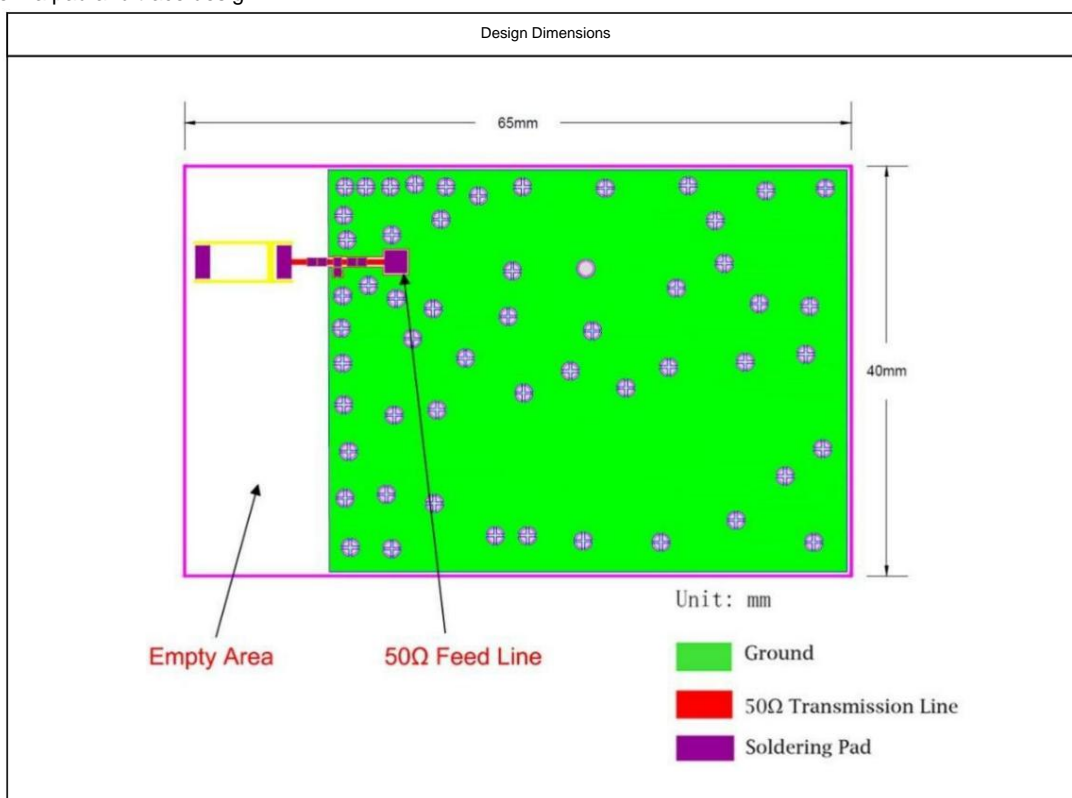 Design Dimensions
65mm
40mm
Unit: mm
Empty Area
50Ω Feed Line
Ground
50Ω Transmission Line
Soldering Pad